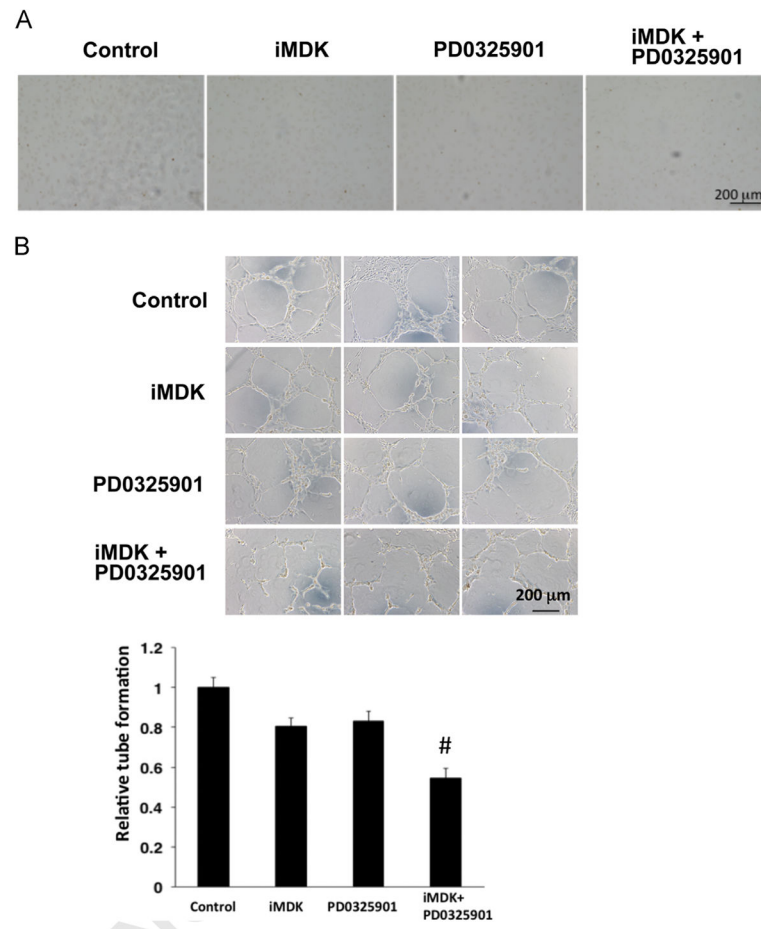 A
Control
iMDK
PD0325901
iMDK +
PD0325901
200 μm
B
Control
iMDK
PD0325901
iMDK +
PD0325901
200 μm
Relative tube formation
1.2
1
0.8
0.6
0.4
0.2
0
#
Control
iMDK
PD0325901
iMDK+
PD0325901